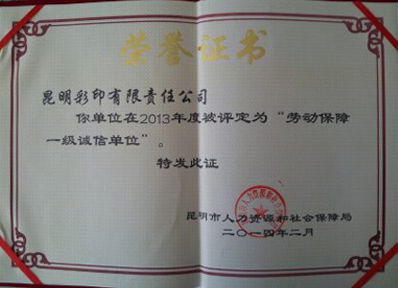 荣誉证书
昆明彩印有限责任公司
你单位在2013年度被评定为“劳动保障
一级诚信单位”。
特发此证
昆明市人力资源和社会保障局
二〇一四年二月